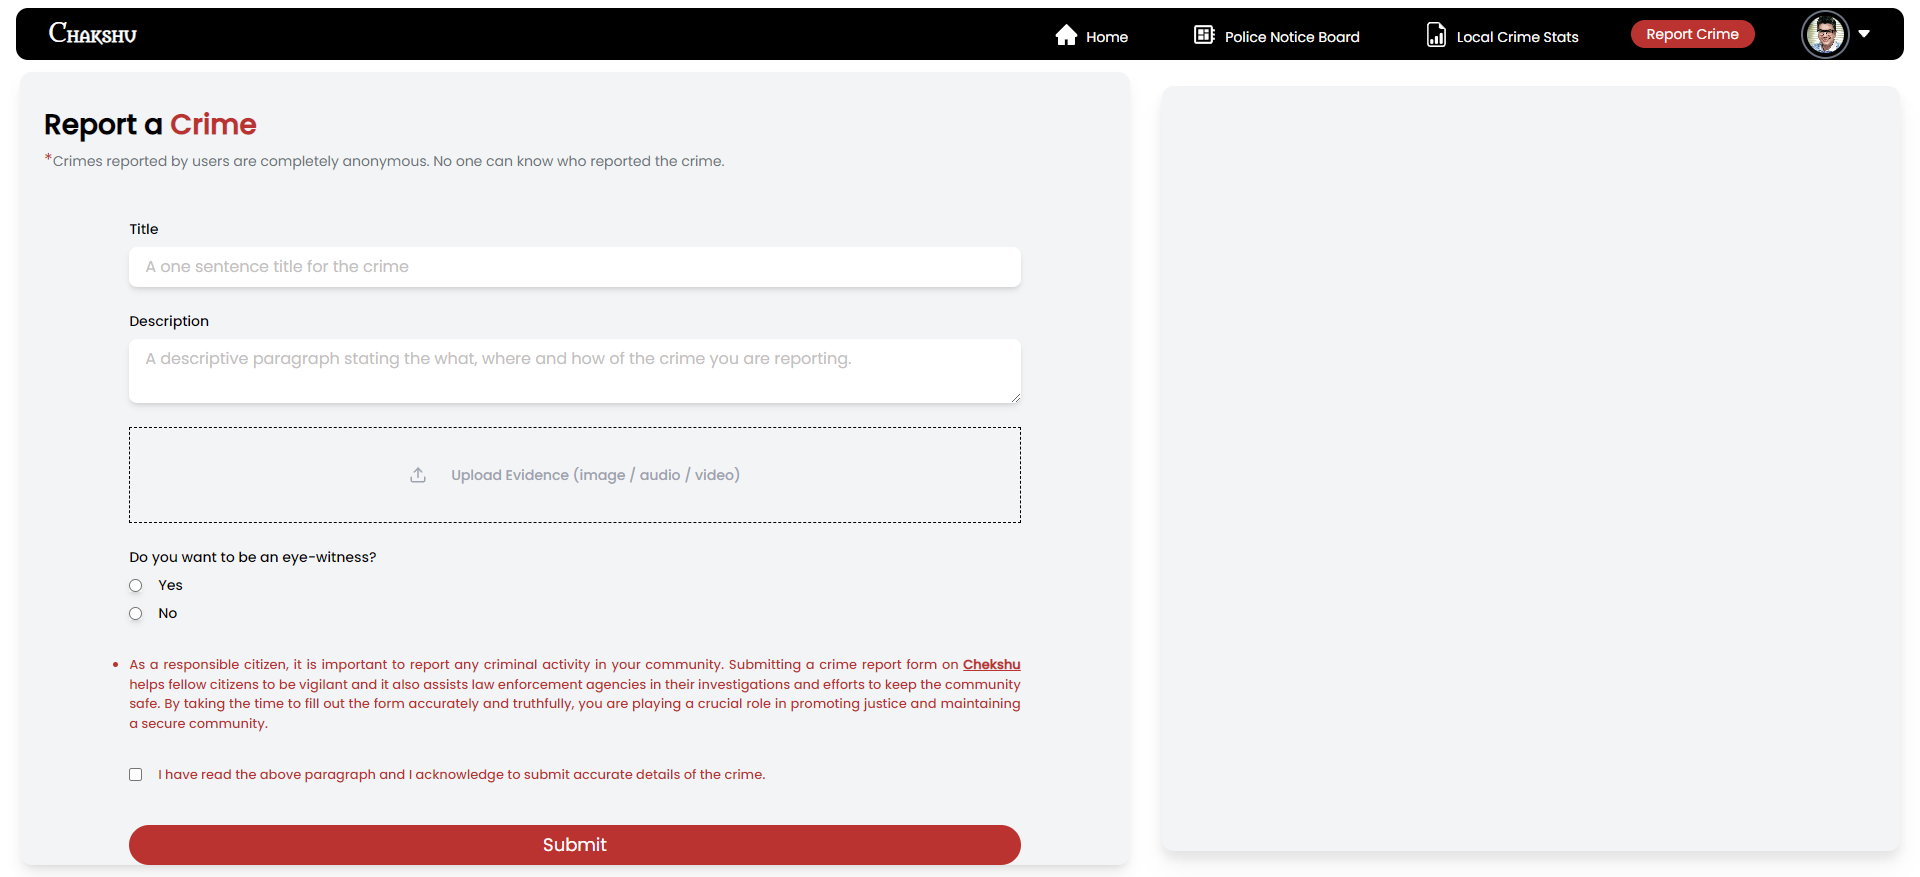 Chakshu
Home
Police Notice Board
Local Crime Stats
Report Crime
Report a Crime
*Crimes reported by users are completely anonymous. No one can know who reported the crime.
Title
A one sentence title for the crime
Description
A descriptive paragraph stating the what, where and how of the crime you are reporting.
Upload Evidence (image / audio / video)
Do you want to be an eye-witness?
Yes
No
• As a responsible citizen, it is important to report any criminal activity in your community. Submitting a crime report form on Chekshu
helps fellow citizens to be vigilant and it also assists law enforcement agencies in their investigations and efforts to keep the community
safe. By taking the time to fill out the form accurately and truthfully, you are playing a crucial role in promoting justice and maintaining
a secure community.
I have read the above paragraph and I acknowledge to submit accurate details of the crime.
Submit